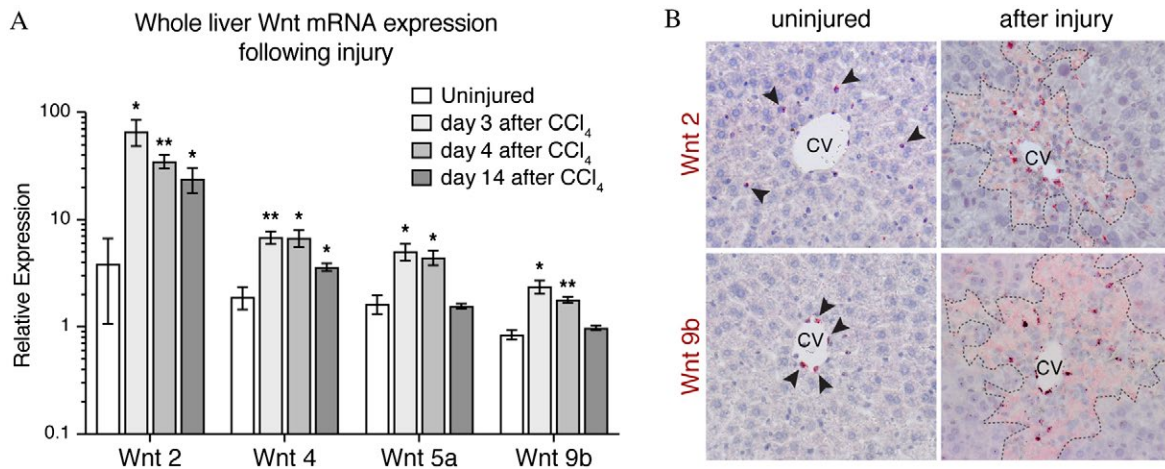 A
Whole liver Wnt mRNA expression
following injury
Relative Expression
100
10
1
0.1
Uninjured
day 3 after CCl₄
day 4 after CCl₄
day 14 after CCl₄
* ** *
** * *
* *
* **
Wnt 2 Wnt 4 Wnt 5a Wnt 9b
B
uninjured after injury
Wnt 2
CV CV
Wnt 9b
CV CV